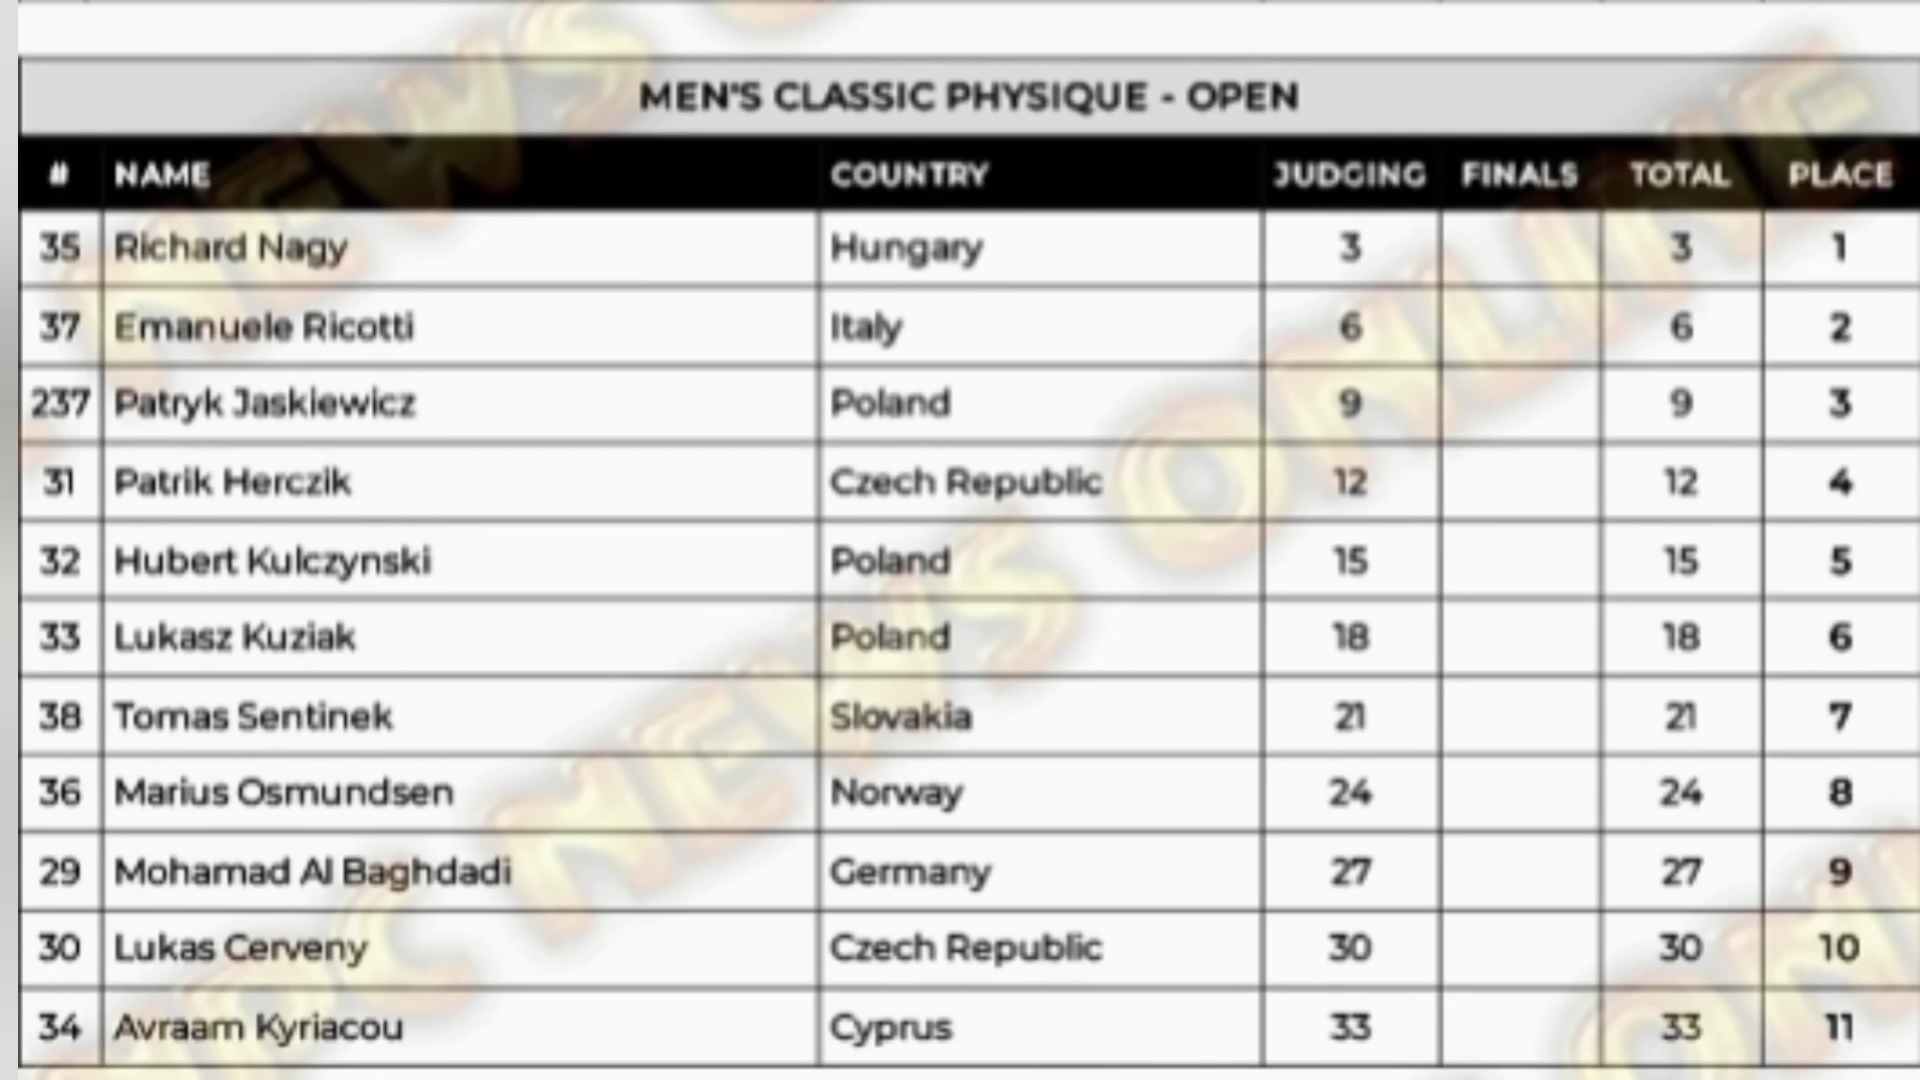 MEN'S CLASSIC PHYSIQUE - OPEN
# NAME COUNTRY JUDGING FINALS TOTAL PLACE
35 Richard Nagy Hungary 3 3 1
37 Emanuele Ricotti Italy 6 6 2
237 Patryk Jaskiewicz Poland 9 9 3
31 Patrik Herczik Czech Republic 12 12 4
32 Hubert Kulczynski Poland 15 15 5
33 Lukasz Kuziak Poland 18 18 6
38 Tomas Sentinek Slovakia 21 21 7
36 Marius Osmundsen Norway 24 24 8
29 Mohamad Al Baghdadi Germany 27 27 9
30 Lukas Cerveny Czech Republic 30 30 10
34 Avraam Kyriacou Cyprus 33 33 11
NEWS
NEWS ONLINE